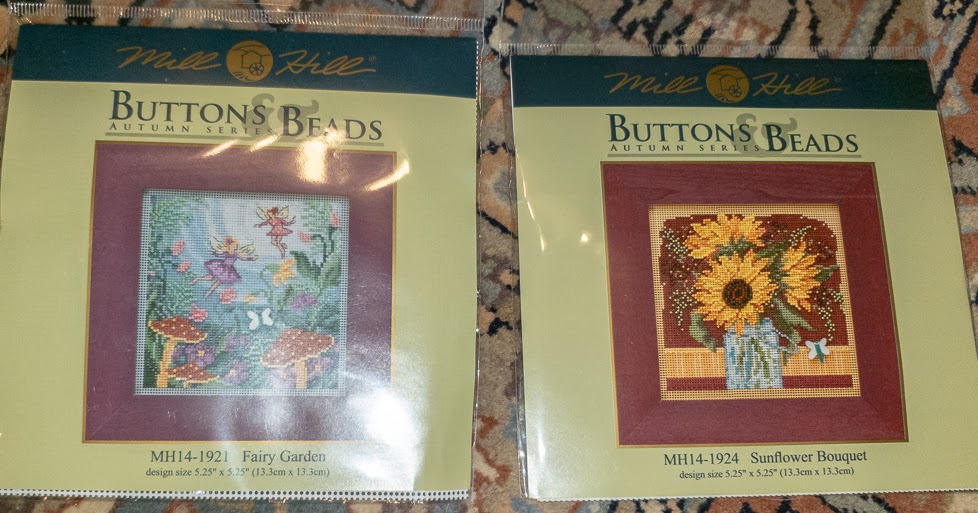 Mill Hill®
BUTTONS & BEADS
AUTUMN SERIES
MH14-1921 Fairy Garden
design size 5.25" x 5.25" (13.3cm x 13.3cm)
Mill Hill®
BUTTONS & BEADS
AUTUMN SERIES
MH14-1924 Sunflower Bouquet
design size 5.25" x 5.25" (13.3cm x 13.3cm)